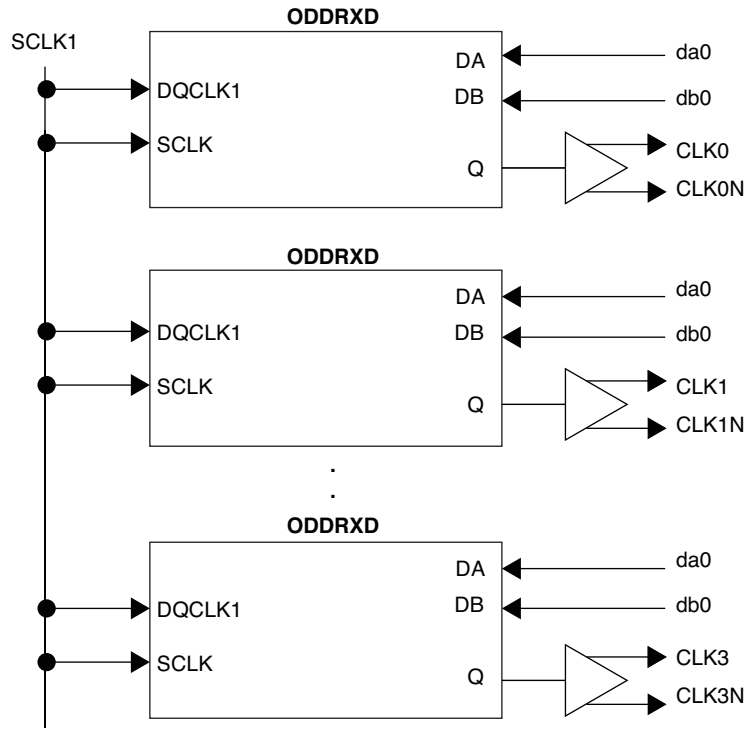 ODDRXD
SCLK1
DA
da0
DQCLK1
DB
db0
SCLK
Q
CLK0
CLK0N
ODDRXD
DA
da0
DQCLK1
DB
db0
SCLK
Q
CLK1
CLK1N
.
.
ODDRXD
DA
da0
DQCLK1
DB
db0
SCLK
Q
CLK3
CLK3N